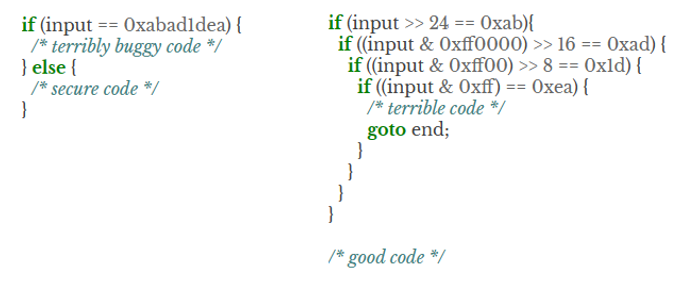 if (input == 0xabad1dea) {
/* terribly buggy code */
} else {
/* secure code */
}
if (input >> 24 == 0xab){
if ((input & 0xff0000) >> 16 == 0xad) {
if ((input & 0xff00) >> 8 == 0x1d) {
if ((input & 0xff) == 0xea) {
/* terrible code */
goto end;
}
}
}
}
/* good code */